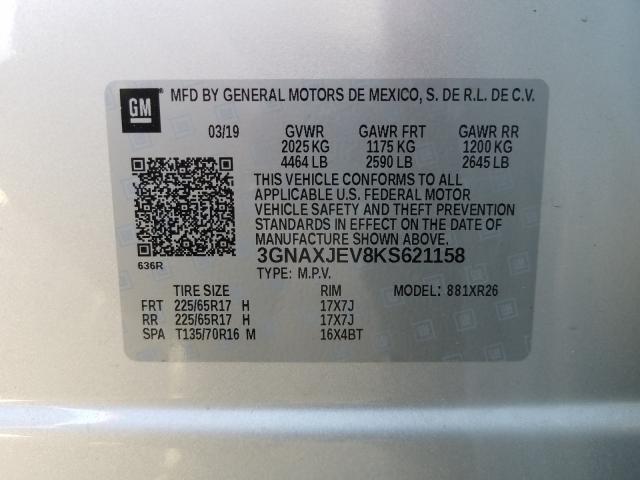 GM MFD BY GENERAL MOTORS DE MEXICO, S. DE R.L. DE C.V.
03/19 GVWR GAWR FRT GAWR RR
2025 KG 1175 KG 1200 KG
4464 LB 2590 LB 2645 LB
THIS VEHICLE CONFORMS TO ALL
APPLICABLE U.S. FEDERAL MOTOR
VEHICLE SAFETY AND THEFT PREVENTION
STANDARDS IN EFFECT ON THE DATE OF
MANUFACTURE SHOWN ABOVE.
3GNAXJEV8KS621158
636R
TYPE: M.P.V.
TIRE SIZE RIM MODEL: 881XR26
FRT 225/65R17 H 17X7J
RR 225/65R17 H 17X7J
SPA T135/70R16 M 16X4BT